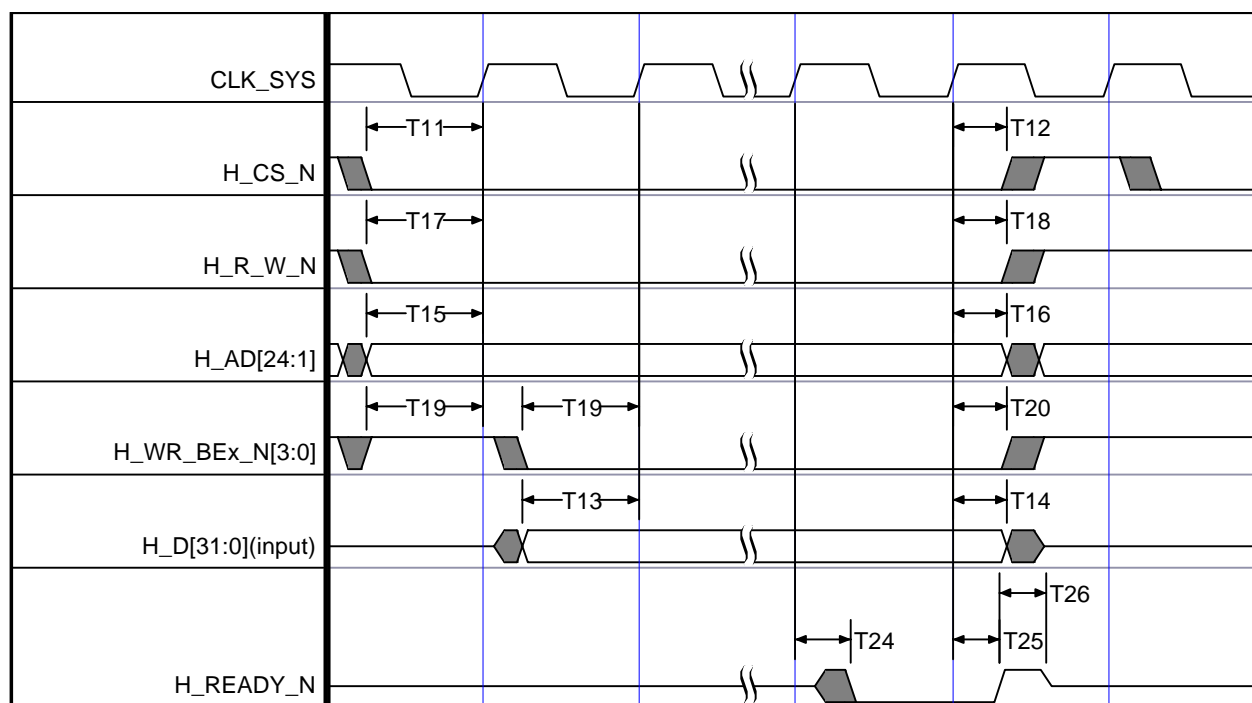 CLK_SYS
T11 T12
H_CS_N
T17 T18
H_R_W_N
T15 T16
H_AD[24:1]
T19 T19 T20
H_WR_BEx_N[3:0]
T13 T14
H_D[31:0](input)
T26
T24 T25
H_READY_N